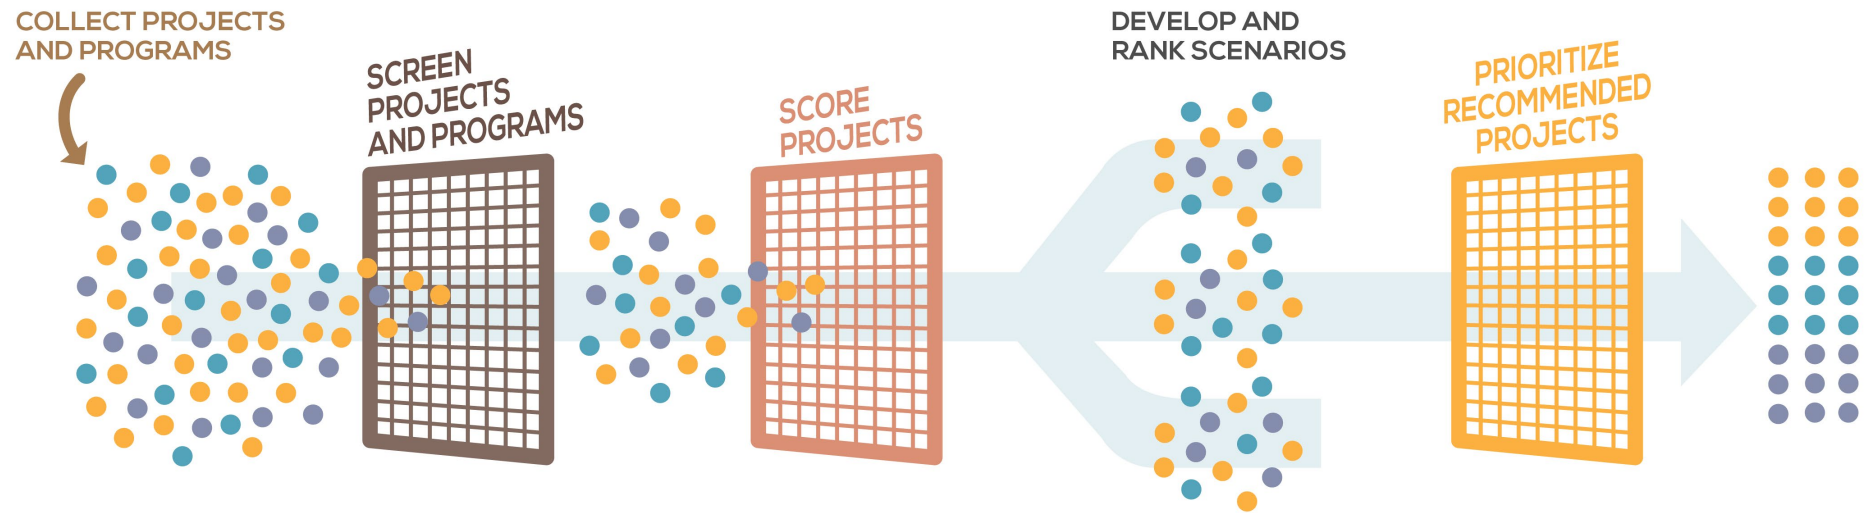 COLLECT PROJECTS
AND PROGRAMS
SCREEN
PROJECTS
AND PROGRAMS
SCORE
PROJECTS
DEVELOP AND
RANK SCENARIOS
PRIORITIZE
RECOMMENDED
PROJECTS